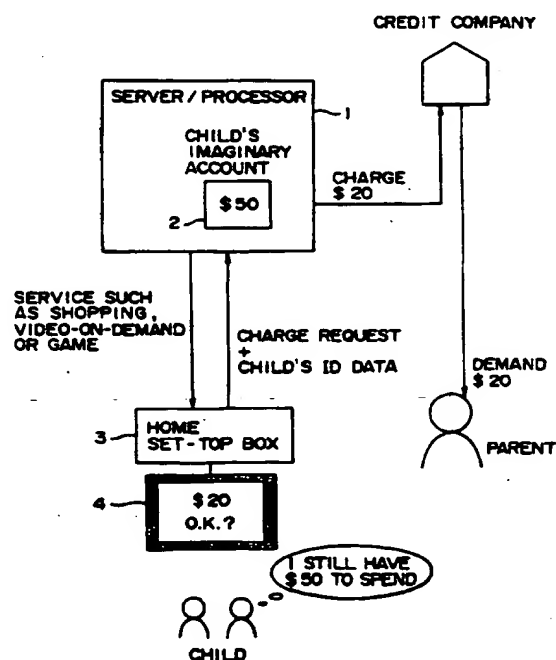 CREDIT COMPANY
SERVER/PROCESSOR
1
CHILD'S
IMAGINARY
ACCOUNT
2
$50
CHARGE
$20
SERVICE SUCH
AS SHOPPING,
VIDEO-ON-DEMAND
OR GAME
CHARGE REQUEST
+
CHILD'S ID DATA
DEMAND
$20
PARENT
3
HOME
SET-TOP BOX
4
$20
O.K.?
I STILL HAVE
$50 TO SPEND
CHILD